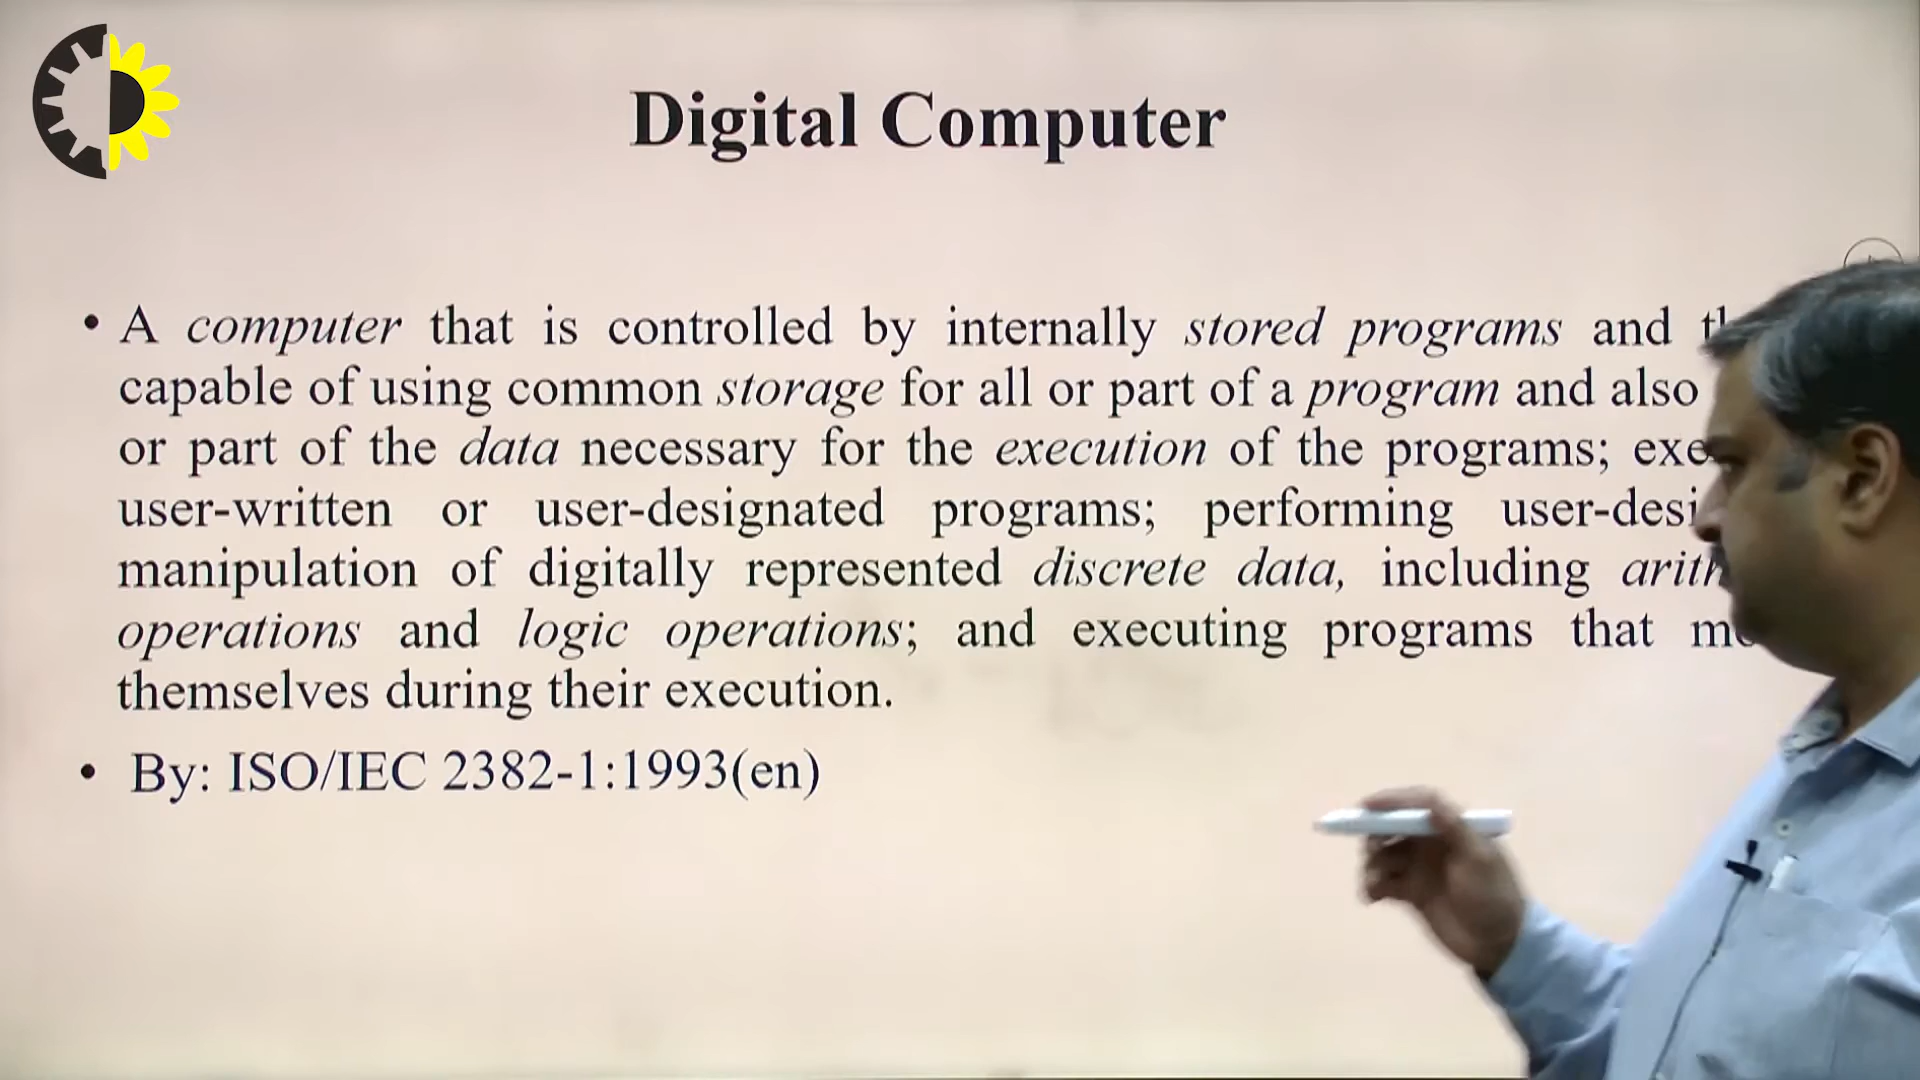 Digital Computer
• A computer that is controlled by internally stored programs and
capable of using common storage for all or part of a program and also
or part of the data necessary for the execution of the programs;
user-written or user-designated programs; performing
manipulation of digitally represented discrete data, including
operations and logic operations; and executing programs that
themselves during their execution.
• By: ISO/IEC 2382-1:1993(en)